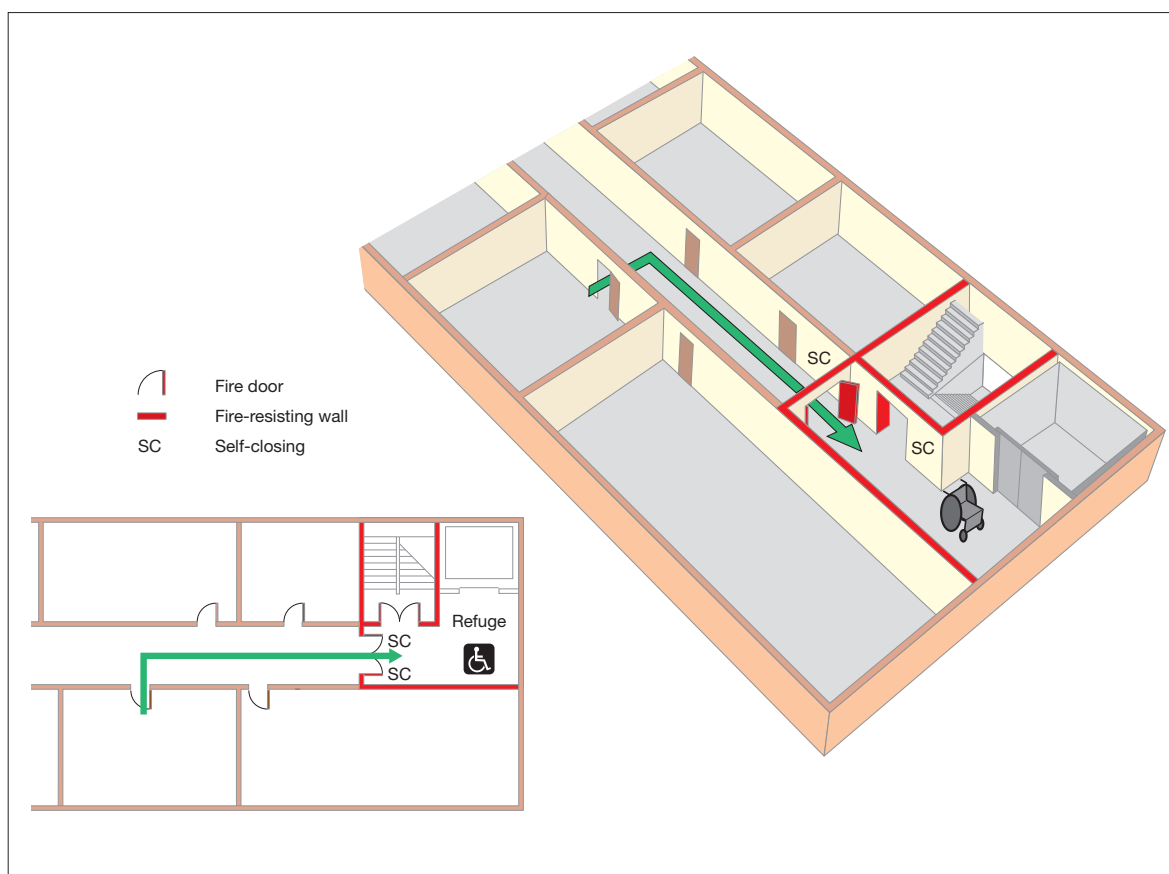 SC
SC
Fire door
Fire-resisting wall
SC Self-closing
Refuge
SC
SC